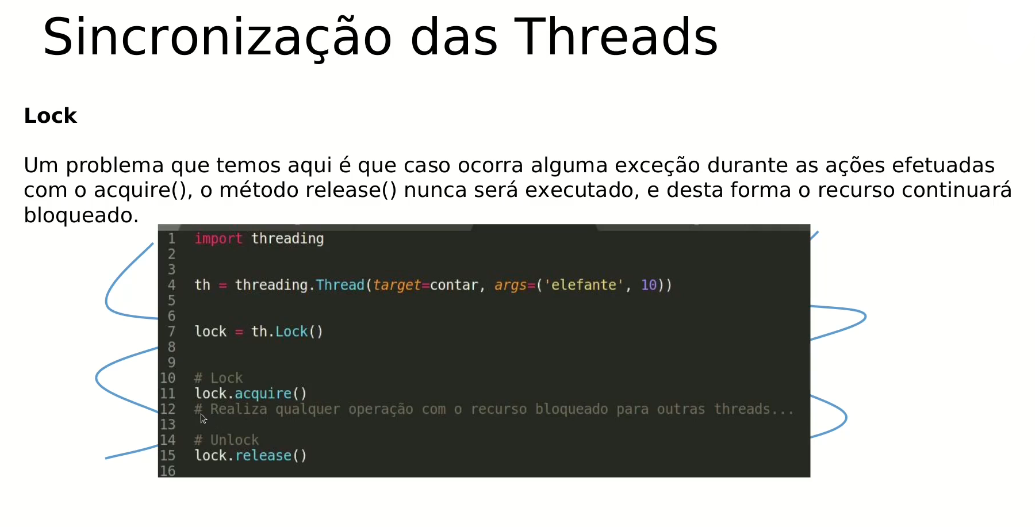 Sincronização das Threads
Lock
Um problema que temos aqui é que caso ocorra alguma exceção durante as ações efetuadas
com o acquire(), o método release() nunca será executado, e desta forma o recurso continuará
bloqueado.
1 import threading
2
3
4 th = threading.Thread(target=contar, args=('elefante', 10))
5
6
7 lock = th.Lock()
8
9
10 # Lock
11 lock.acquire()
12 # Realiza qualquer operação com o recurso bloqueado para outras threads...
13
14 # Unlock
15 lock.release()
16